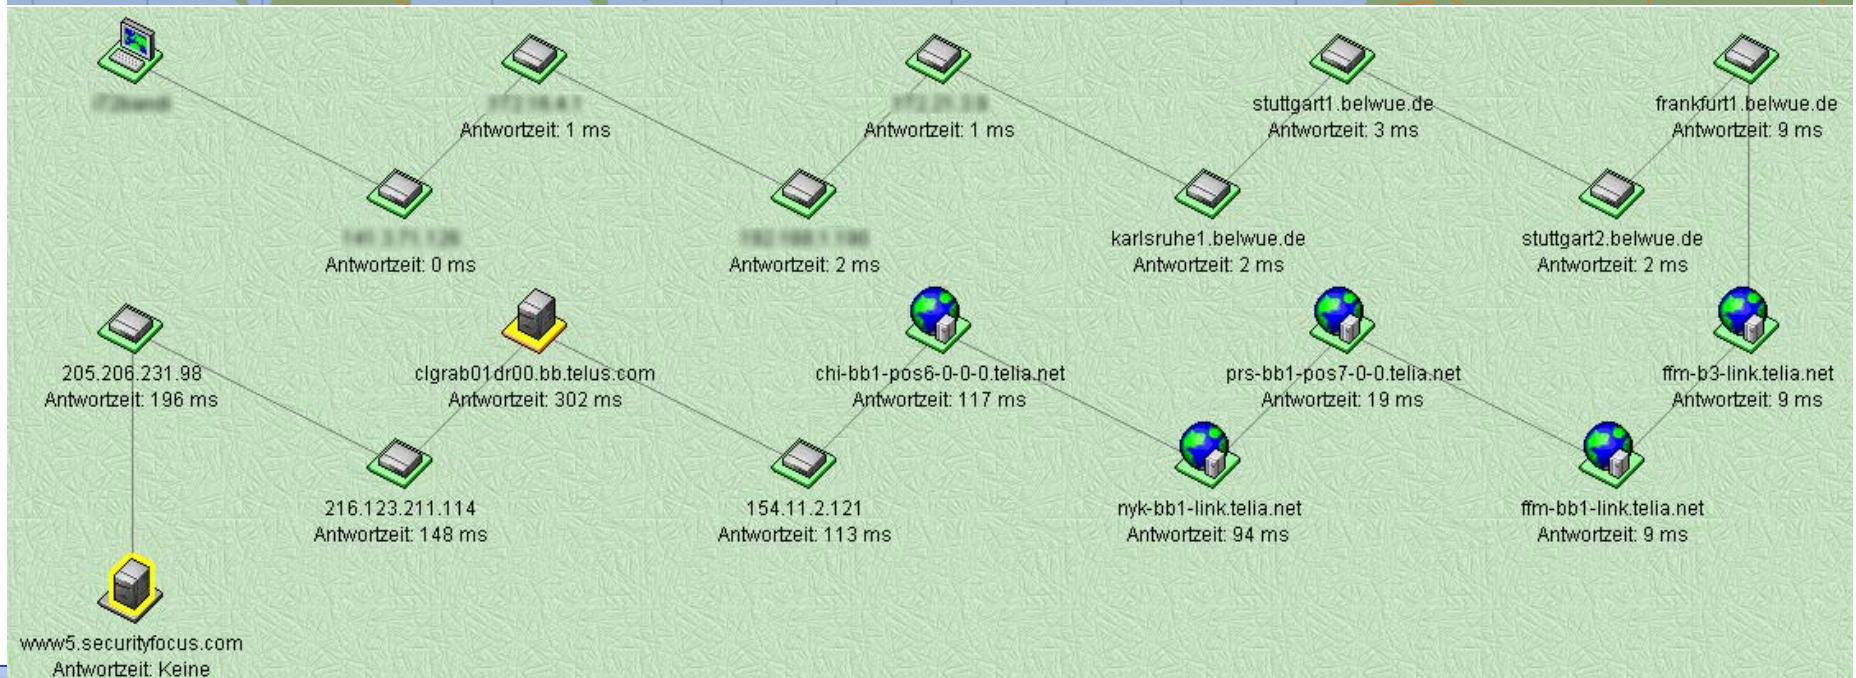 stuttgart1.belwue.de
frankfurt1.belwue.de
Antwortzeit: 1 ms
Antwortzeit: 1 ms
Antwortzeit: 3 ms
Antwortzeit: 9 ms
karlsruhe1.belwue.de
stuttgart2.belwue.de
Antwortzeit: 0 ms
Antwortzeit: 2 ms
Antwortzeit: 2 ms
Antwortzeit: 2 ms
205.206.231.98
clgrab01dr00.bb.telus.com
chi-bb1-pos6-0-0-0.telia.net
prs-bb1-pos7-0-0.telia.net
ffm-b3-link.telia.net
Antwortzeit: 196 ms
Antwortzeit: 302 ms
Antwortzeit: 117 ms
Antwortzeit: 19 ms
Antwortzeit: 9 ms
216.123.211.114
154.11.2.121
nyk-bb1-link.telia.net
ffm-bb1-link.telia.net
Antwortzeit: 148 ms
Antwortzeit: 113 ms
Antwortzeit: 94 ms
Antwortzeit: 9 ms
www5.securityfocus.com
Antwortzeit: Keine